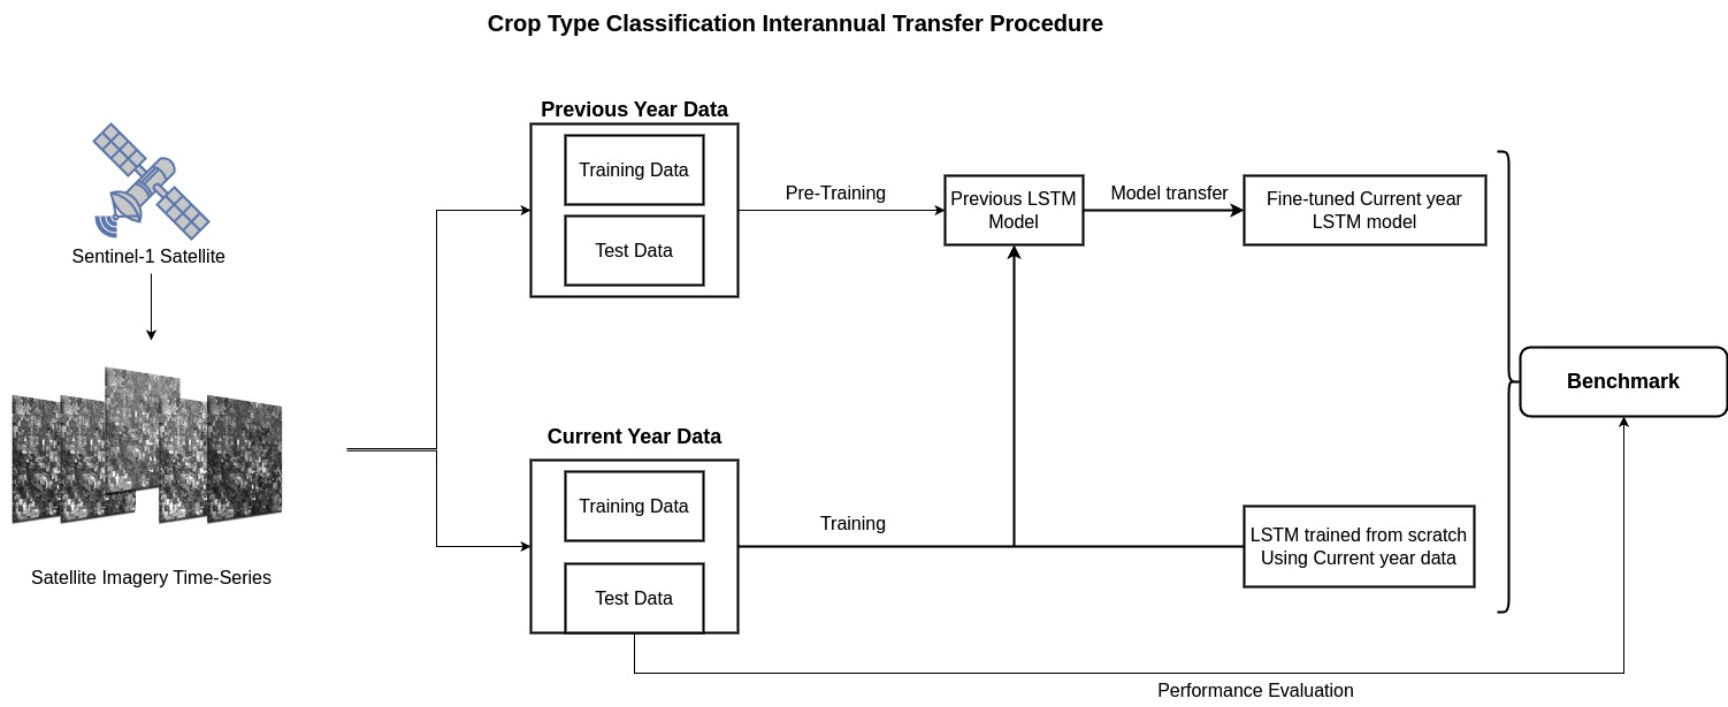 Crop Type Classification Interannual Transfer Procedure
Previous Year Data
Training Data
Test Data
Sentinel-1 Satellite
Pre-Training
Previous LSTM
Model
Model transfer
Fine-tuned Current year
LSTM model
Benchmark
Current Year Data
Training Data
Test Data
Training
LSTM trained from scratch
Using Current year data
Satellite Imagery Time-Series
Performance Evaluation